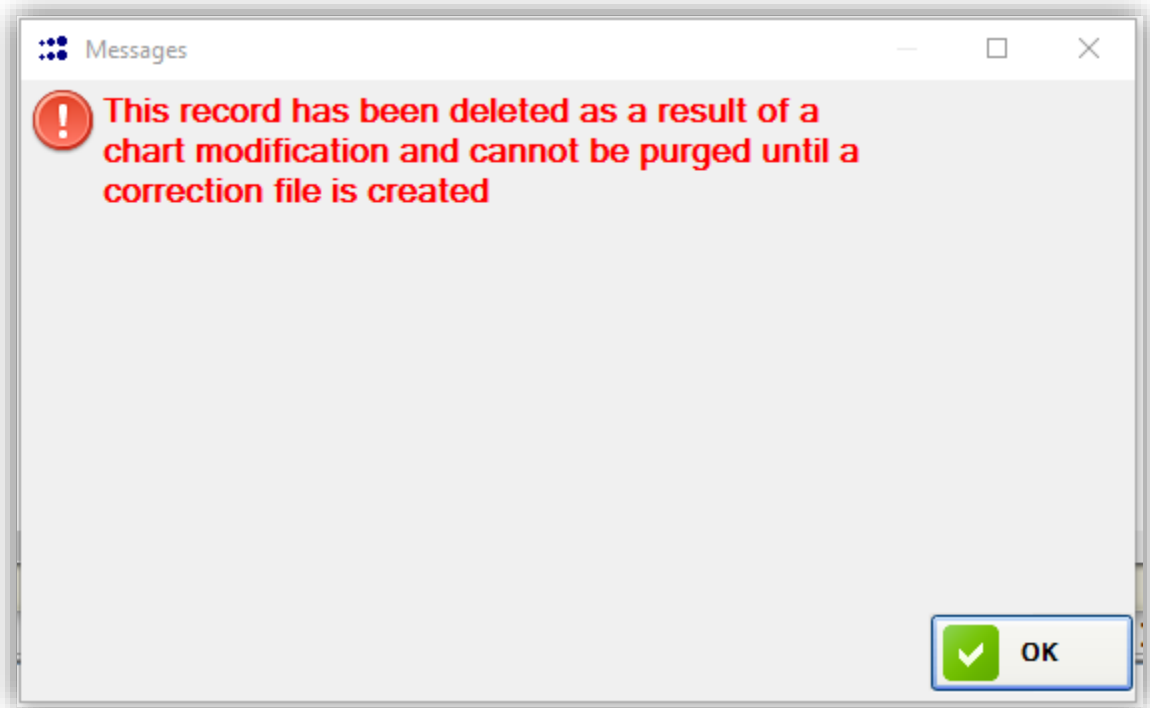 Messages
This record has been deleted as a result of a
chart modification and cannot be purged until a
correction file is created
OK